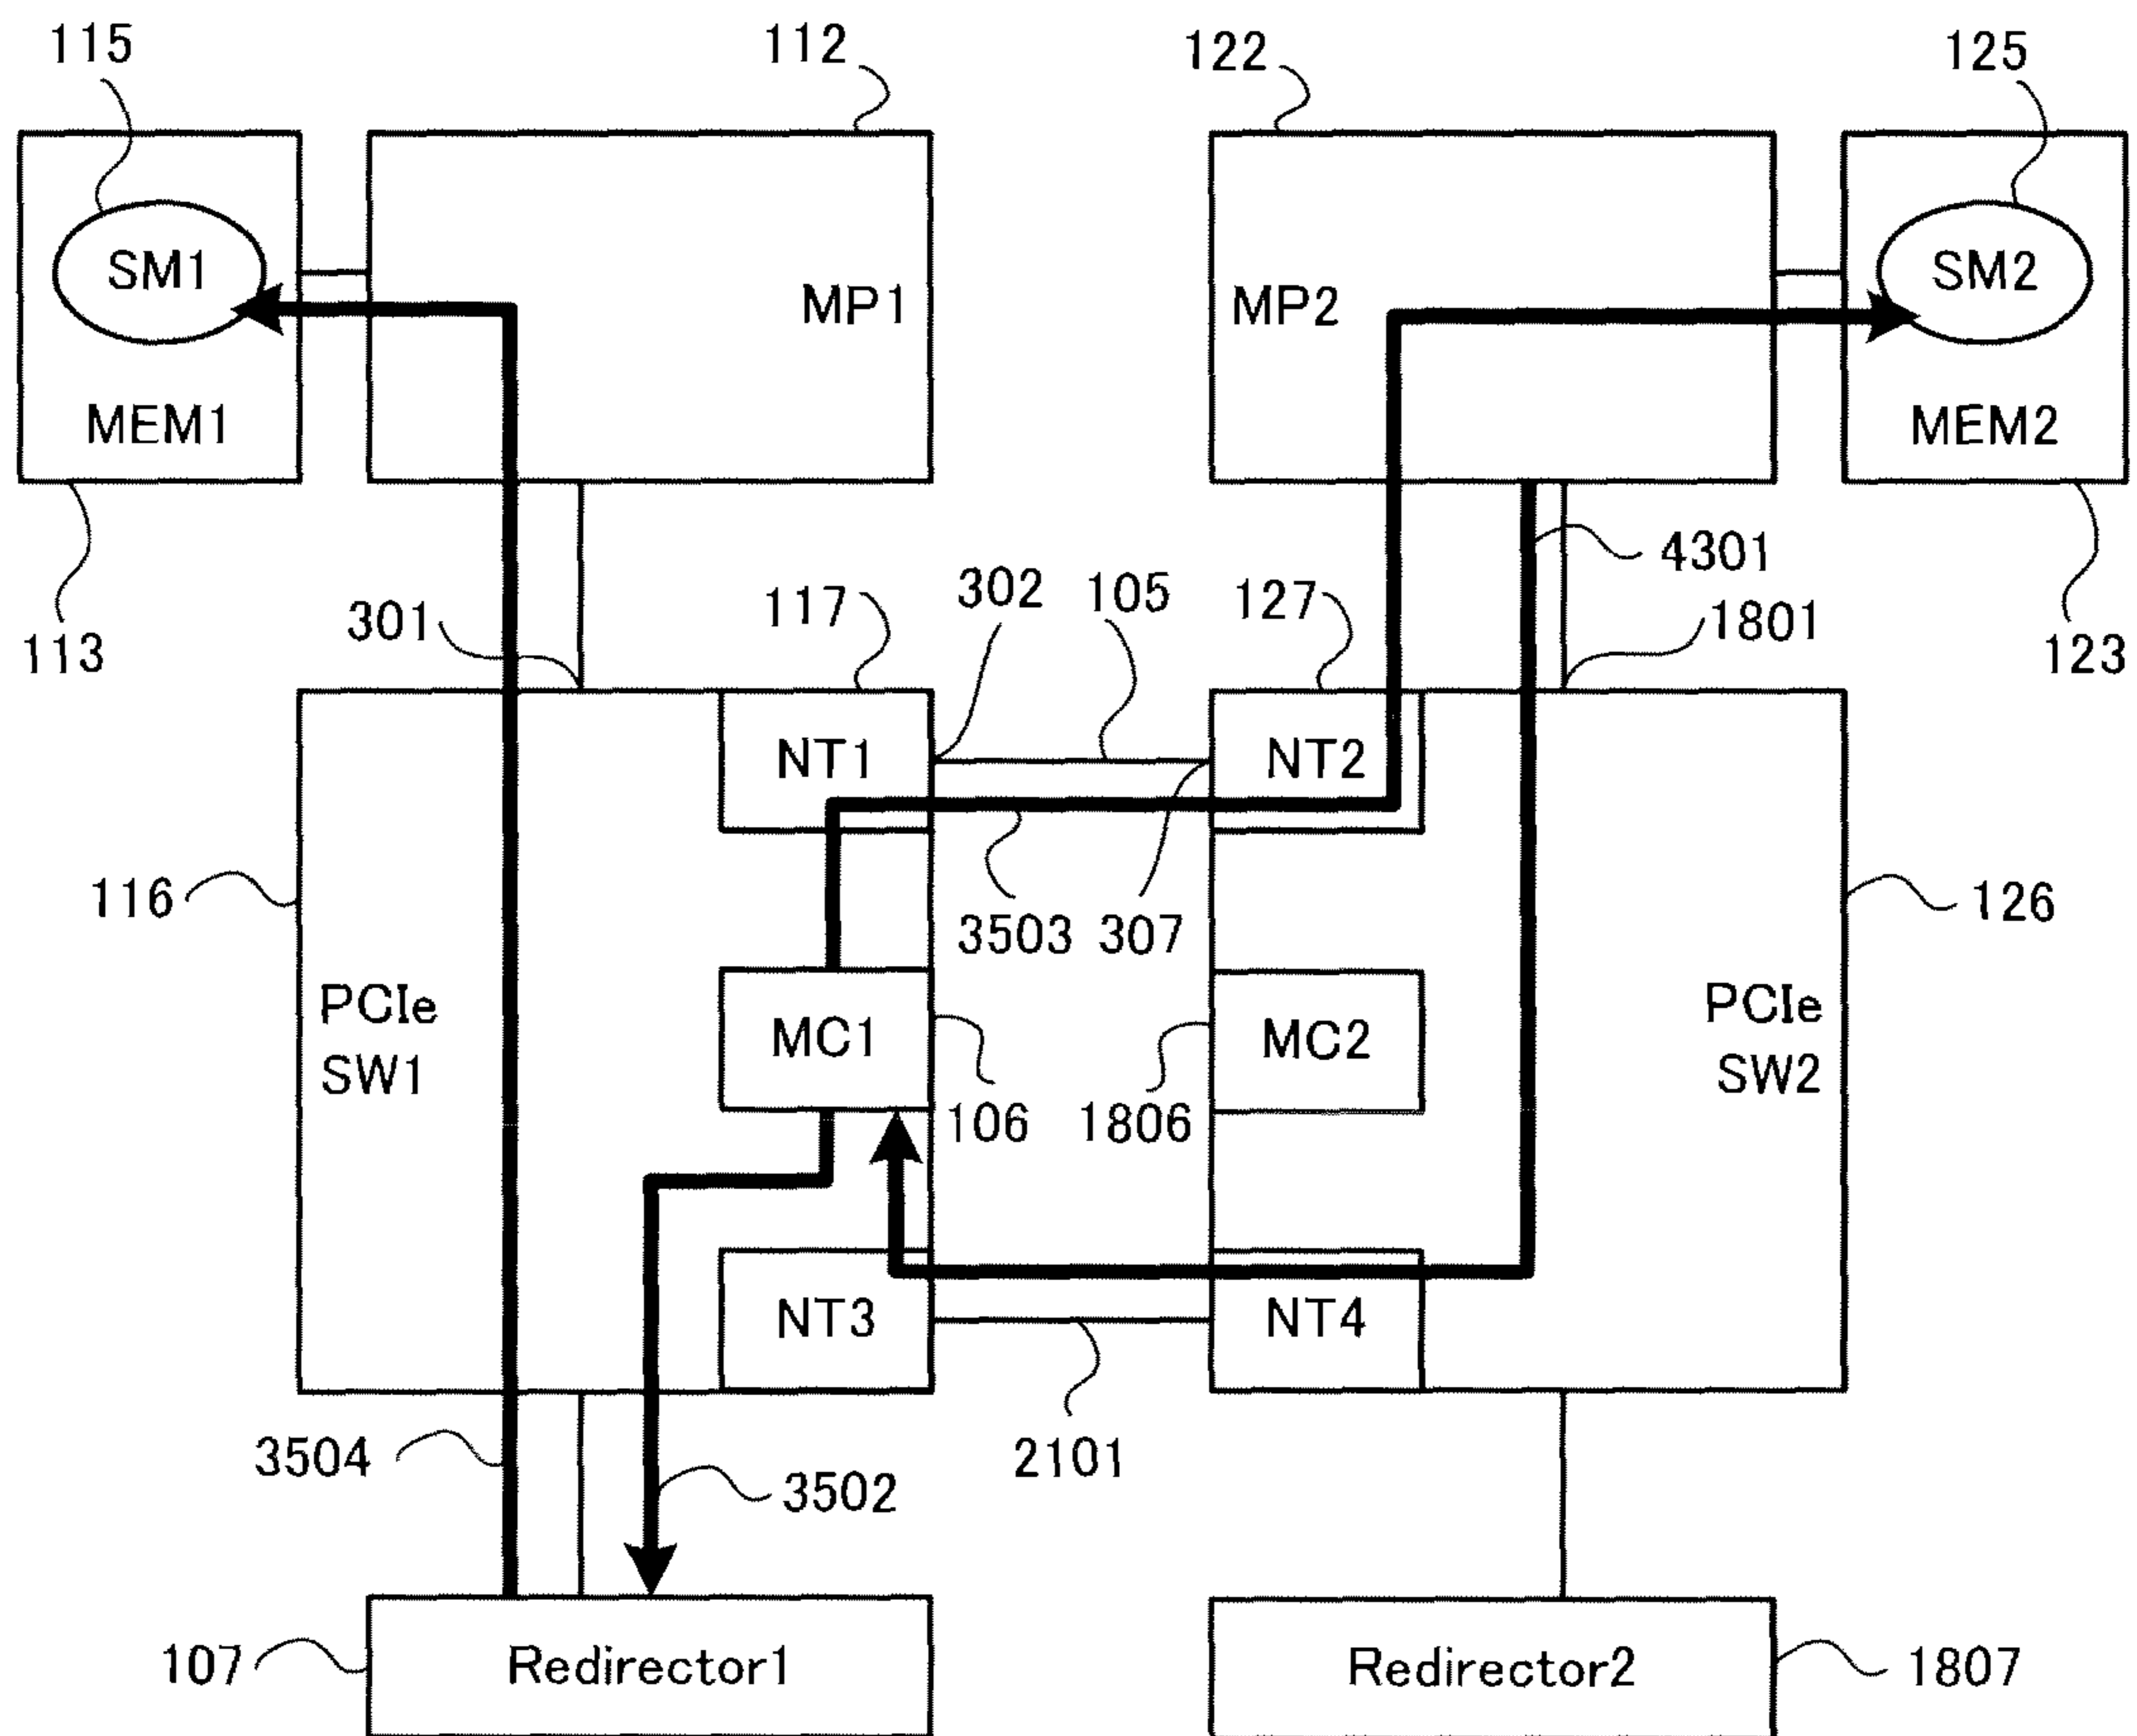 115
112
122
125
SM1
MP1
MP2
SM2
MEM1
MEM2
4301
302
105
301
117
127
1801
113
123
NT1
NT2
116
3503
307
126
PCIe
SW1
MC1
MC2
PCIe
SW2
106
1806
NT3
NT4
3504
2101
3502
107
Redirector1
Redirector2
1807